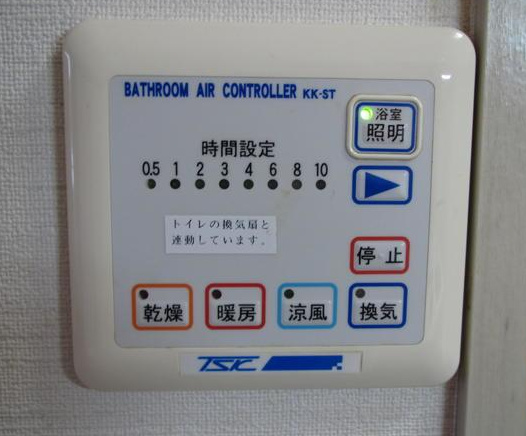 BATHROOM AIR CONTROLLER KK-ST
浴室
照明
時間設定
0.5 1 2 3 4 6 8 10
トイレの換気扇と
連動しています。
停止
乾燥 暖房 涼風 換気
TSK